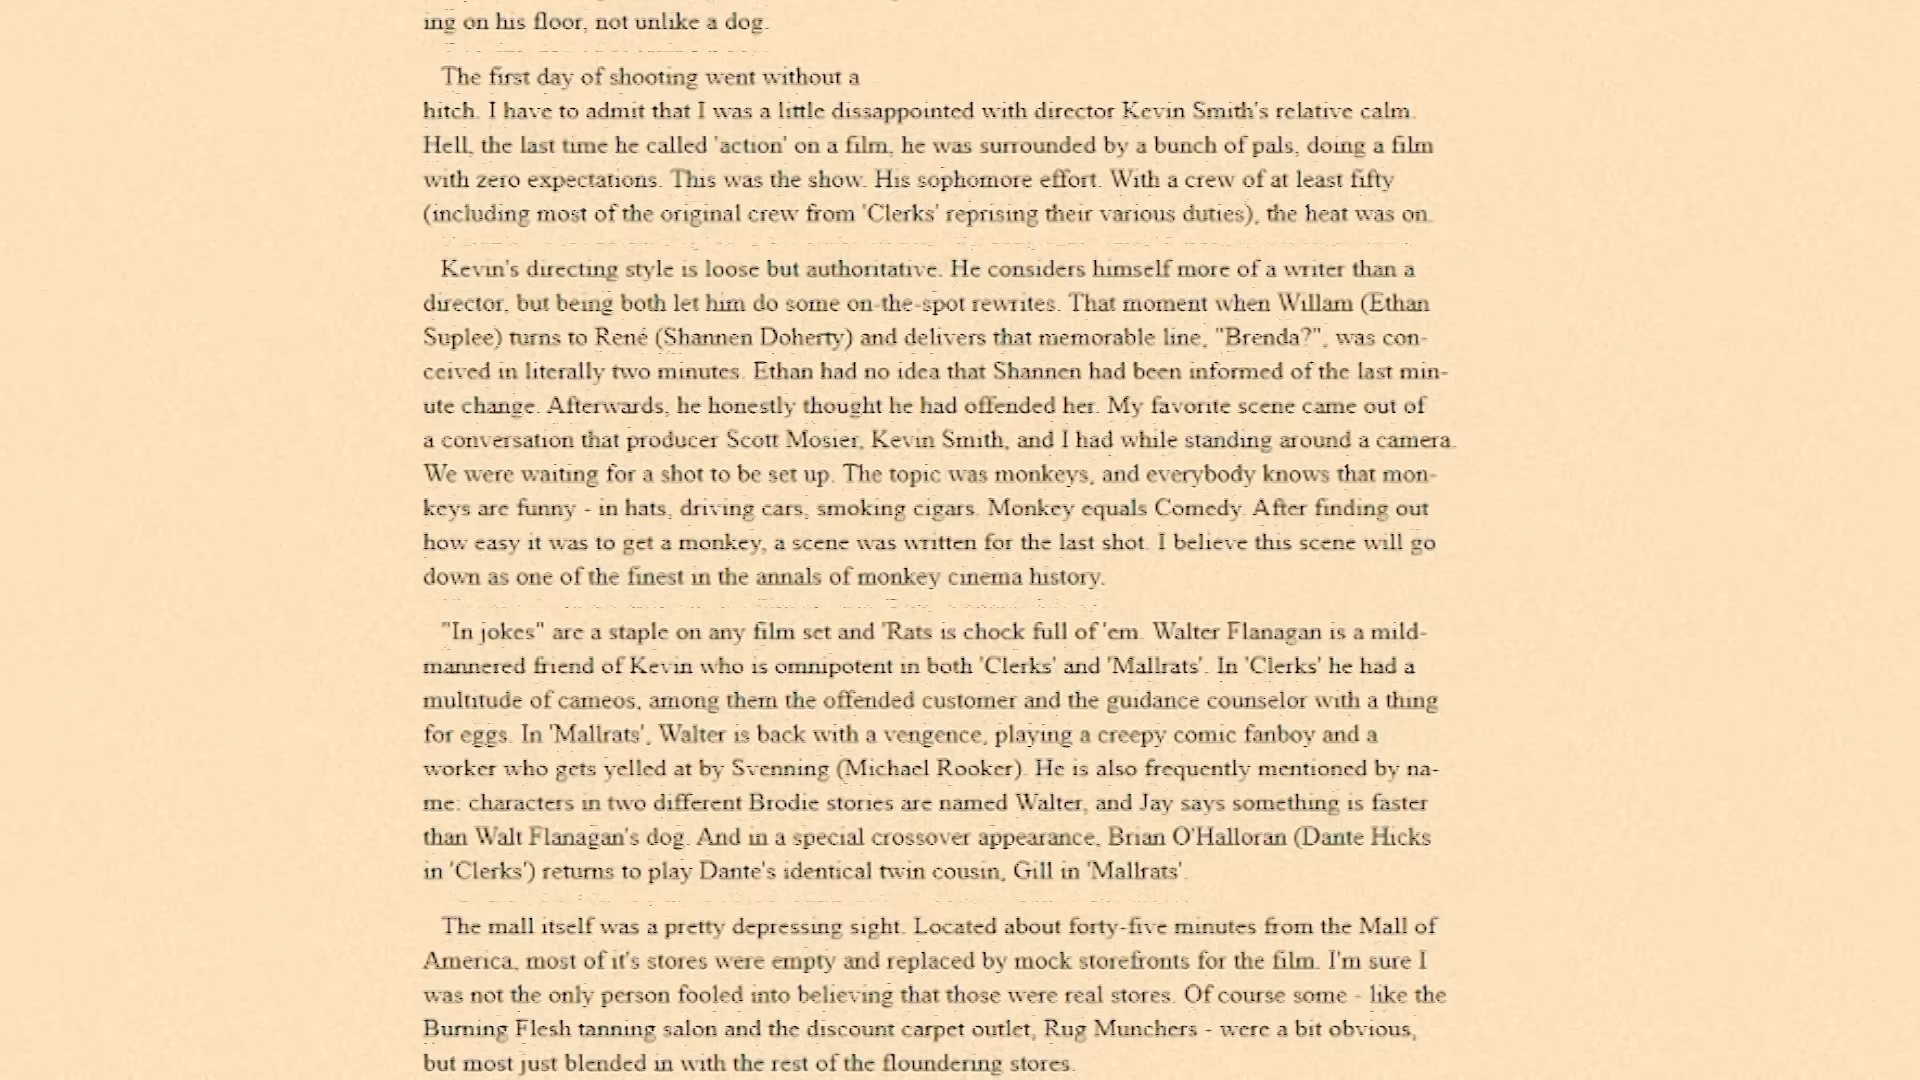 ing on his floor, not unlike a dog.
The first day of shooting went without a
hitch. I have to admit that I was a little dissappointed with director Kevin Smith's relative calm.
Hell, the last time he called 'action' on a film, he was surrounded by a bunch of pals, doing a film
with zero expectations. This was the show. His sophomore effort. With a crew of at least fifty
(including most of the original crew from 'Clerks' reprising their various duties), the heat was on.
Kevin's directing style is loose but authoritative. He considers himself more of a writer than a
director, but being both let him do some on-the-spot rewrites. That moment when Willam (Ethan
Suplee) turns to René (Shannen Doherty) and delivers that memorable line, "Brenda?", was con-
ceived in literally two minutes. Ethan had no idea that Shannen had been informed of the last min-
ute change. Afterwards, he honestly thought he had offended her. My favorite scene came out of
a conversation that producer Scott Mosier, Kevin Smith, and I had while standing around a camera.
We were waiting for a shot to be set up. The topic was monkeys, and everybody knows that mon-
keys are funny - in hats, driving cars, smoking cigars. Monkey equals Comedy. After finding out
how easy it was to get a monkey, a scene was written for the last shot. I believe this scene will go
down as one of the finest in the annals of monkey cinema history.
"In jokes" are a staple on any film set and 'Rats is chock full of 'em. Walter Flanagan is a mild-
mannered friend of Kevin who is omnipotent in both 'Clerks' and 'Mallrats'. In 'Clerks' he had a
multitude of cameos, among them the offended customer and the guidance counselor with a thing
for eggs. In 'Mallrats', Walter is back with a vengence, playing a creepy comic fanboy and a
worker who gets yelled at by Svenning (Michael Rooker). He is also frequently mentioned by na-
me: characters in two different Brodie stories are named Walter, and Jay says something is faster
than Walt Flanagan's dog. And in a special crossover appearance, Brian O'Halloran (Dante Hicks
in 'Clerks') returns to play Dante's identical twin cousin, Gill in 'Mallrats'.
The mall itself was a pretty depressing sight. Located about forty-five minutes from the Mall of
America, most of it's stores were empty and replaced by mock storefronts for the film. I'm sure I
was not the only person fooled into believing that those were real stores. Of course some - like the
Burning Flesh tanning salon and the discount carpet outlet, Rug Munchers - were a bit obvious,
but most just blended in with the rest of the floundering stores.